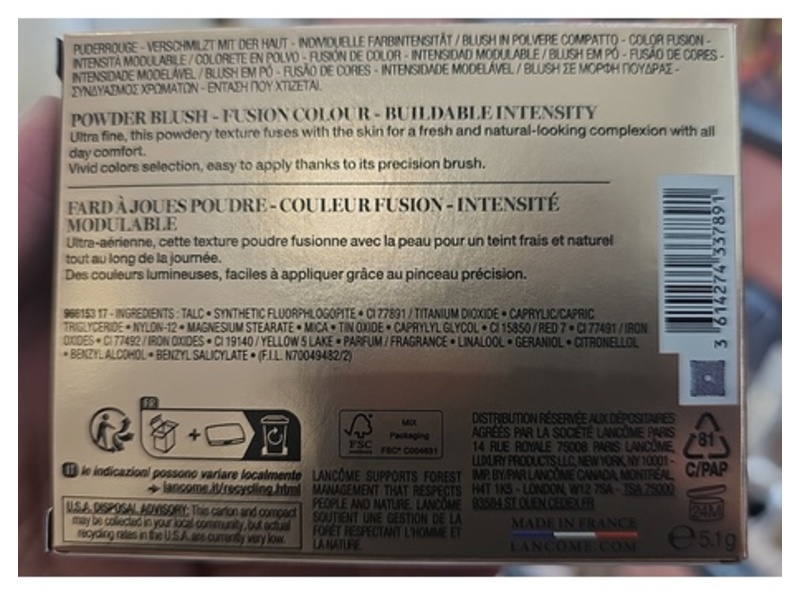 PUDERROUGE - VERSCHMILZT MIT DER HAUT - INDIVIDUELLE FARBINTENSITÄT / BLUSH IN POLVERE COMPATTO - COLOR FUSION -
INTENSITÀ MODULABILE / COLORETE EN POLVO - FUSIÓN DE COLOR - INTENSIDAD MODULABLE / BLUSH EM PÓ - FUSÃO DE CORES -
INTENSIDADE MODELÁVEL / BLUSH EM PÓ - FUSÃO DE CORES - INTENSIDADE MODELÁVEL / BLUSH ΣΕ ΜΟΡΦΗ ΠΟΥΔΡΑΣ -
ΣΥΝΔΥΑΣΜΟΣ ΧΡΩΜΑΤΩΝ - ΕΝΤΑΣΗ ΠΟΥ ΧΤΙΖΕΤΑΙ.
POWDER BLUSH - FUSION COLOUR - BUILDABLE INTENSITY
Ultra fine, this powdery texture fuses with the skin for a fresh and natural-looking complexion with all
day comfort.
Vivid colors selection, easy to apply thanks to its precision brush.
FARD À JOUES POUDRE - COULEUR FUSION - INTENSITÉ
MODULABLE
Ultra-aérienne, cette texture poudre fusionne avec la peau pour un teint frais et naturel
tout au long de la journée.
Des couleurs lumineuses, faciles à appliquer grâce au pinceau précision.
966153 17 - INGREDIENTS : TALC • SYNTHETIC FLUORPHLOGOPITE • CI 77891 / TITANIUM DIOXIDE • CAPRYLIC/CAPRIC
TRIGLYCERIDE • NYLON-12 • MAGNESIUM STEARATE • MICA • TIN OXIDE • CAPRYLYL GLYCOL • CI 15850 / RED 7 • CI 77491 / IRON
OXIDES • CI 77492 / IRON OXIDES • CI 19140 / YELLOW 5 LAKE • PARFUM / FRAGRANCE • LINALOOL • GERANIOL • CITRONELLOL
• BENZYL ALCOHOL • BENZYL SALICYLATE • (F.I.L. N70049482/2)
3 614274 337891
FR
+
IT le indicazioni possono variare localmente
lancome.it/recycling.html
U.S.A. DISPOSAL ADVISORY: This carton and compact
may be collected in your local community, but actual
recycling rates in the U.S.A. are currently very low.
FSC
MIX
Packaging
FSC® C004691
LANCÔME SUPPORTS FOREST
MANAGEMENT THAT RESPECTS
PEOPLE AND NATURE. LANCÔME
SOUTIENT UNE GESTION DE LA
FORÊT RESPECTANT L'HOMME ET
LA NATURE.
DISTRIBUTION RÉSERVÉE AUX DÉPOSITAIRES
AGRÉÉS PAR LA SOCIÉTÉ LANCÔME PARIS
14 RUE ROYALE 75008 PARIS LANCÔME,
LUXURY PRODUCTS LLC, NEW YORK, NY 10001 -
IMP. BY/PAR LANCÔME CANADA, MONTRÉAL,
H4T 1K5 - LONDON, W12 7SA - TSA 75000
93584 ST OUEN CEDEX FR
MADE IN FRANCE
LANCOME.COM
81
C/PAP
24M
e 5.1g